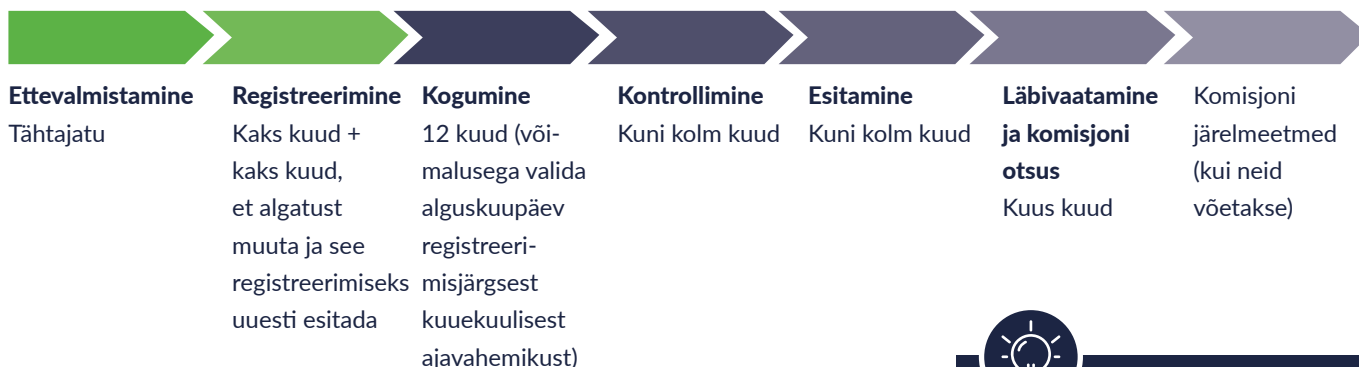 Ettevalmistamine
Tähtajatu
Registreerimine
Kaks kuud +
kaks kuud,
et algatust
muuta ja see
registreerimiseks
uuesti esitada
Kogumine
12 kuud (või-
malusega valida
alguskuupäev
registreeri-
misjärgsest
kuuekuulisest
ajavahemikust)
Kontrollimine
Kuni kolm kuud
Esitamine
Kuni kolm kuud
Läbivaatamine
ja komisjoni
otsus
Kuus kuud
Komisjoni
järelmeetmed
(kui neid
võetakse)